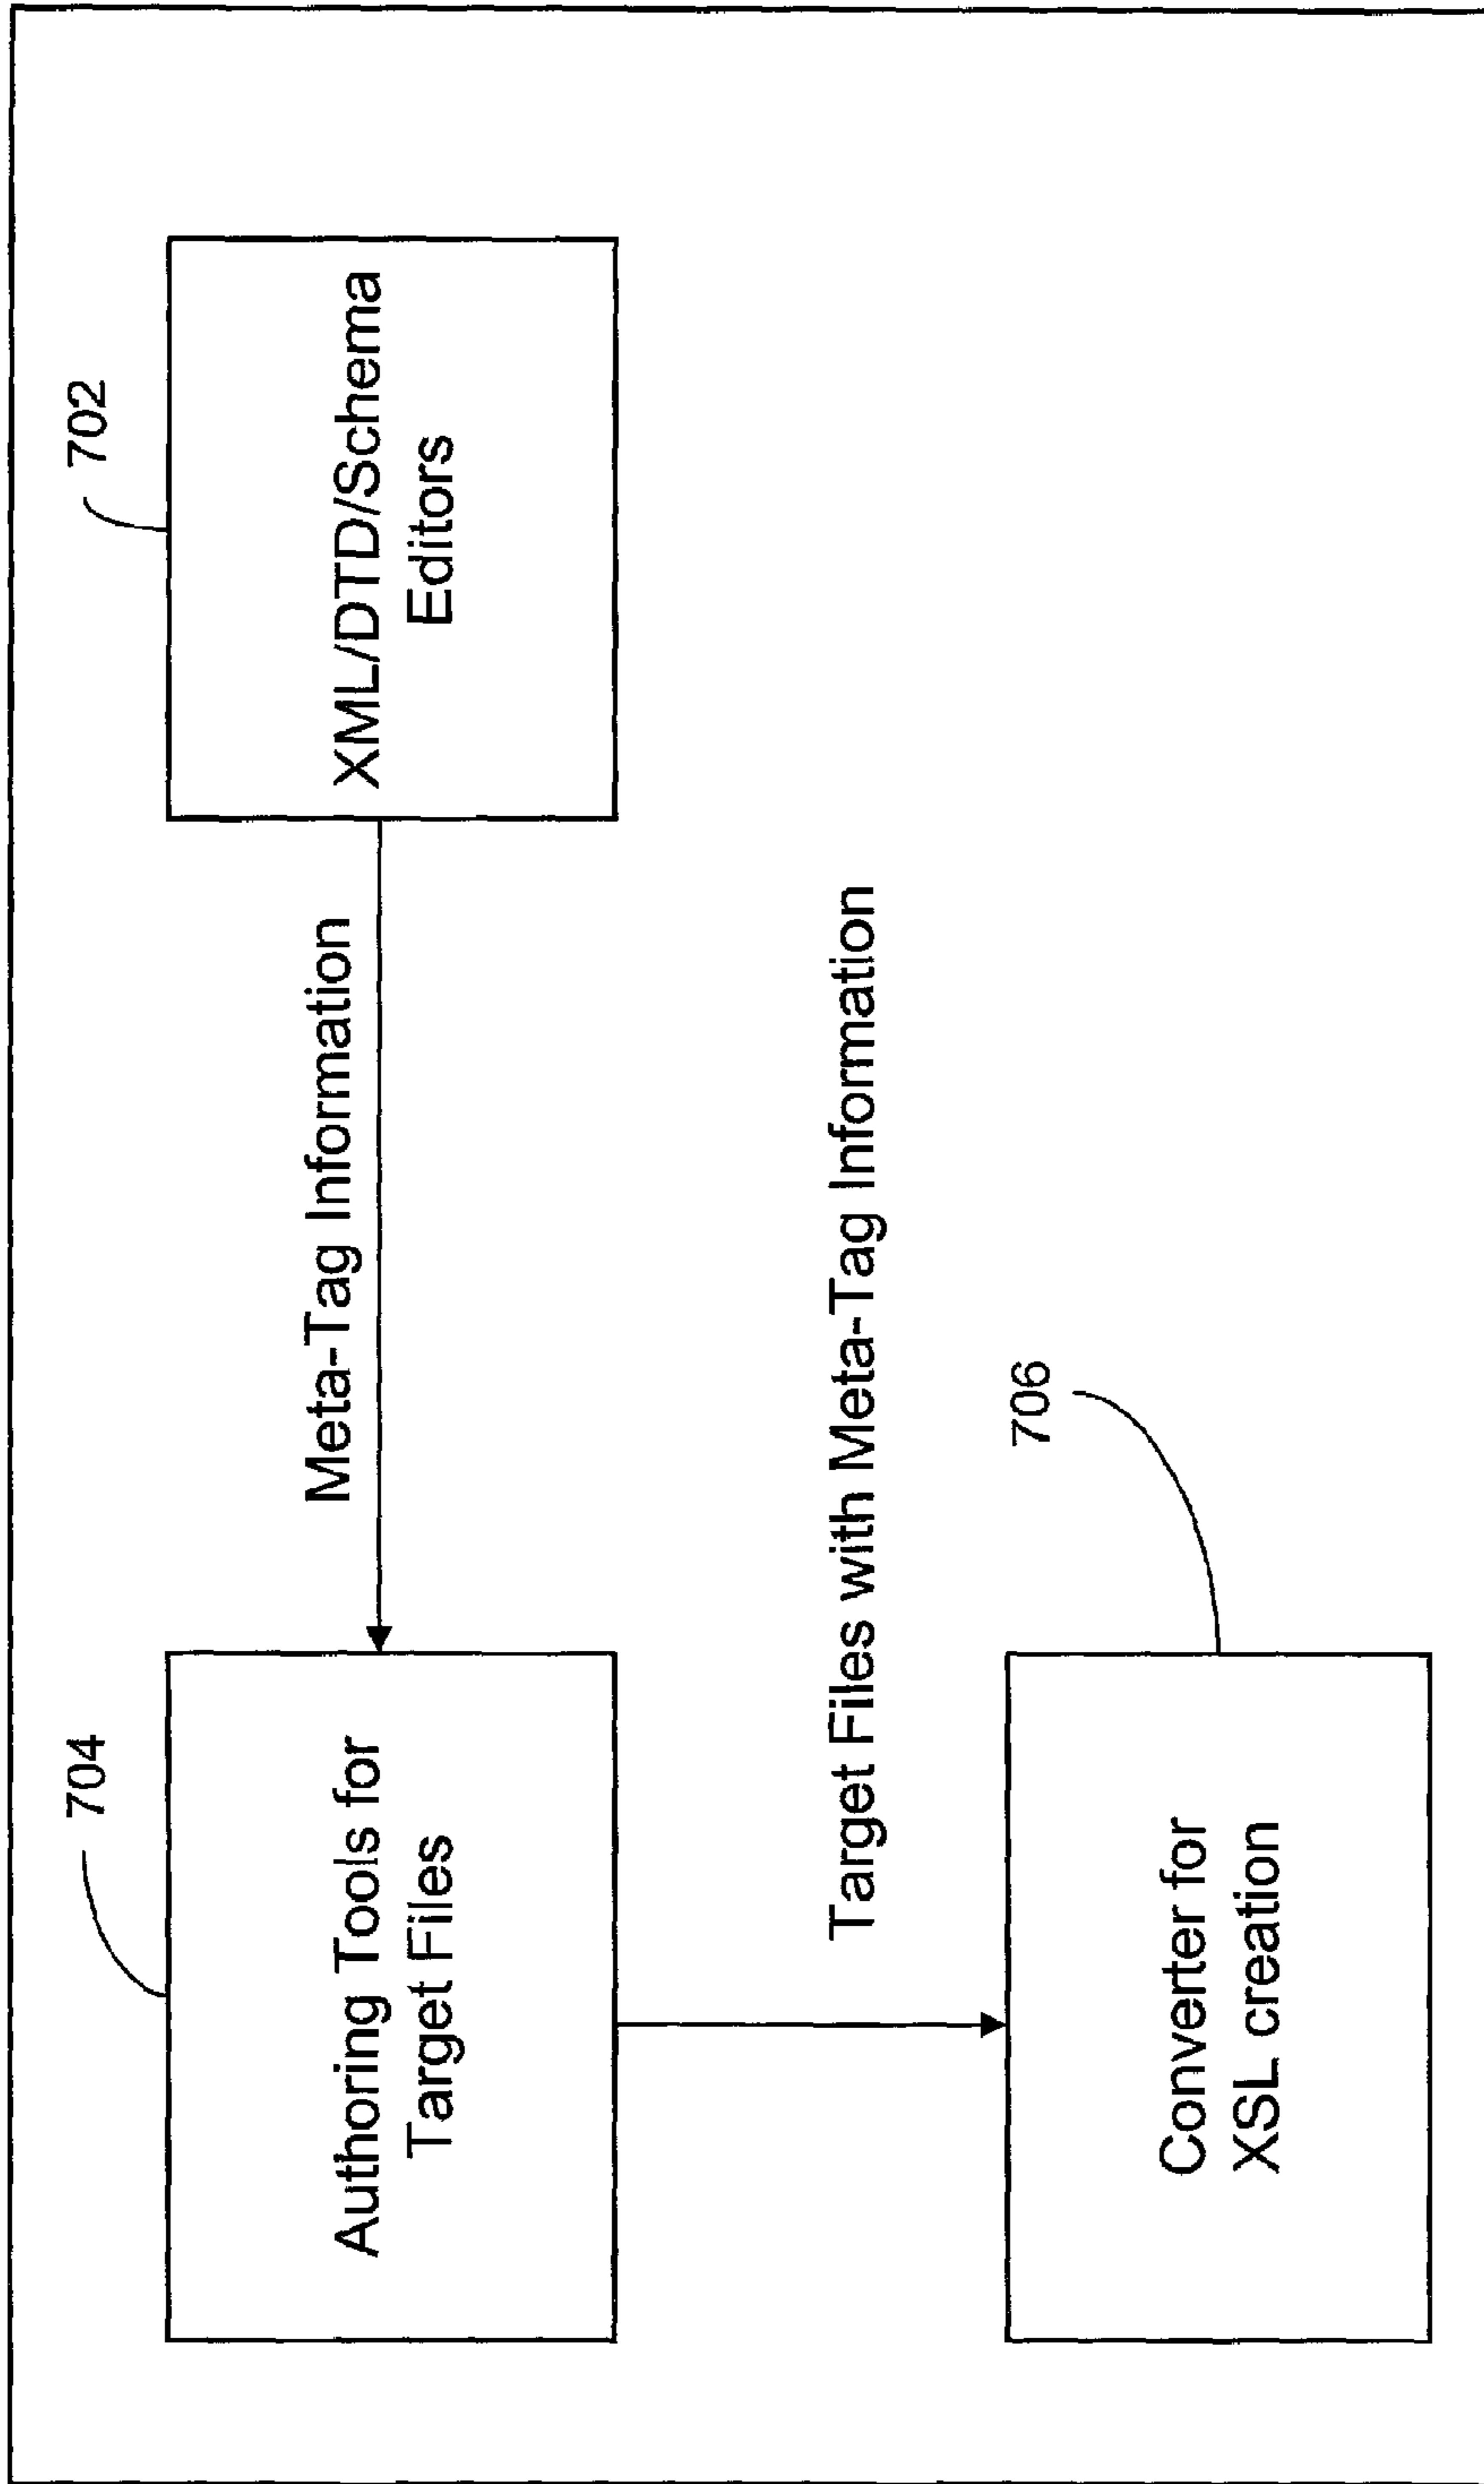 704
702
Authoring Tools for
Target Files
Meta-Tag Information
XML/DTD/Schema
Editors
Target Files with Meta-Tag Information
706
Converter for
XSL creation